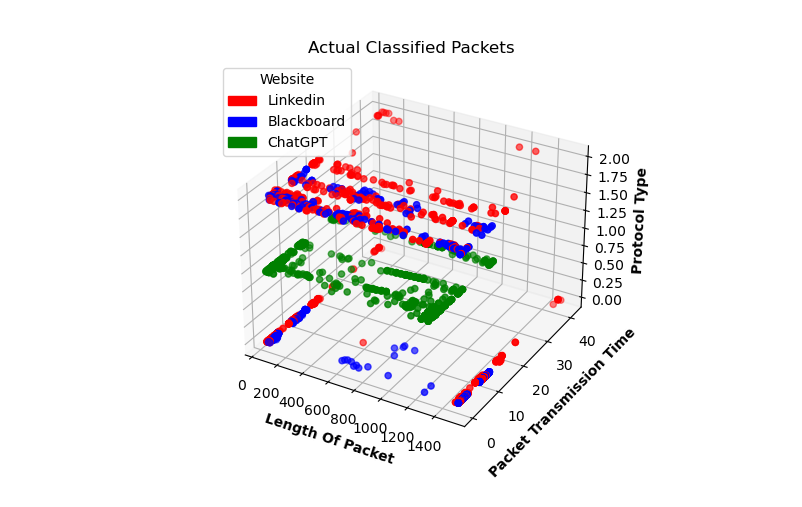 Actual Classified Packets
Website
Linkedin
Blackboard
ChatGPT
2.00
1.75
1.50
1.25
1.00
0.75
0.50
0.25
0.00
Protocol Type
0
200
400
600
800
1000
1200
1400
Length Of Packet
0
10
20
30
40
Packet Transmission Time